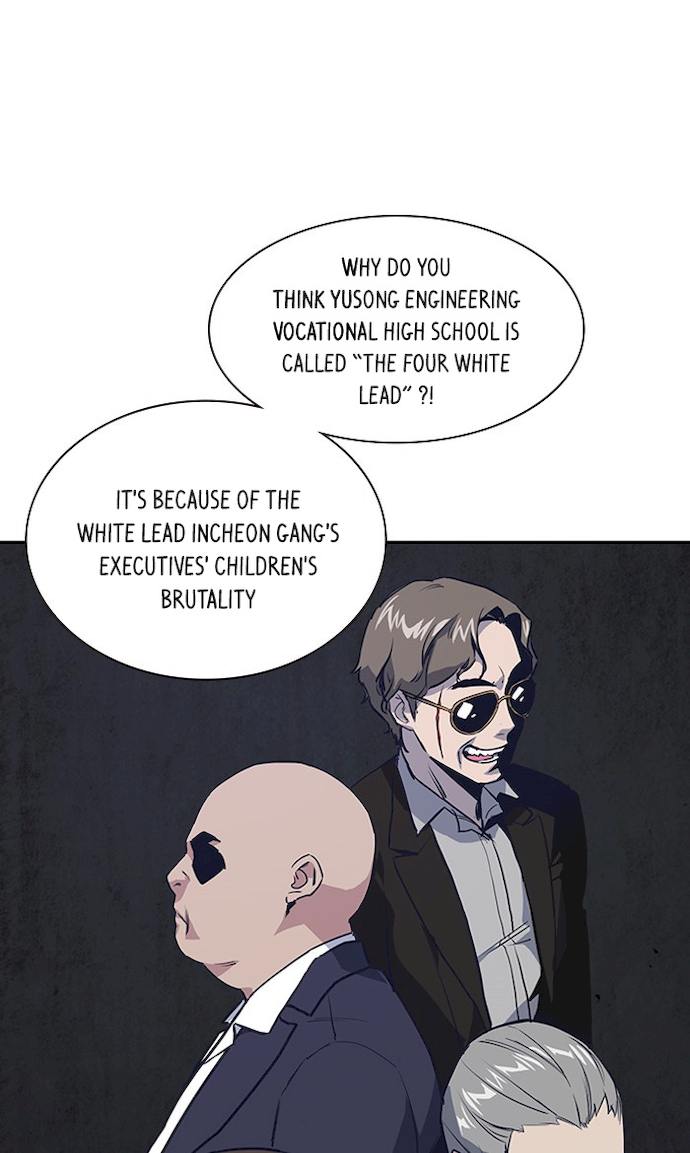 WHY DO YOU
THINK YUSONG ENGINEERING
VOCATIONAL HIGH SCHOOL IS
CALLED "THE FOUR WHITE
LEAD" ?!
IT'S BECAUSE OF THE
WHITE LEAD INCHEON GANG'S
EXECUTIVES' CHILDREN'S
BRUTALITY